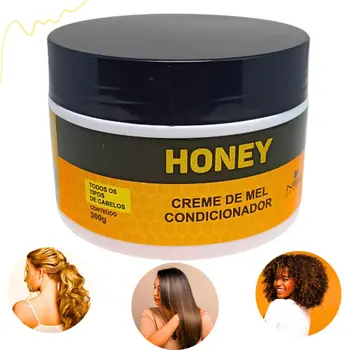 HONEY
TODOS OS
TIPOS
DE CABELOS
CONTEÚDO
300g
CREME DE MEL
CONDICIONADOR